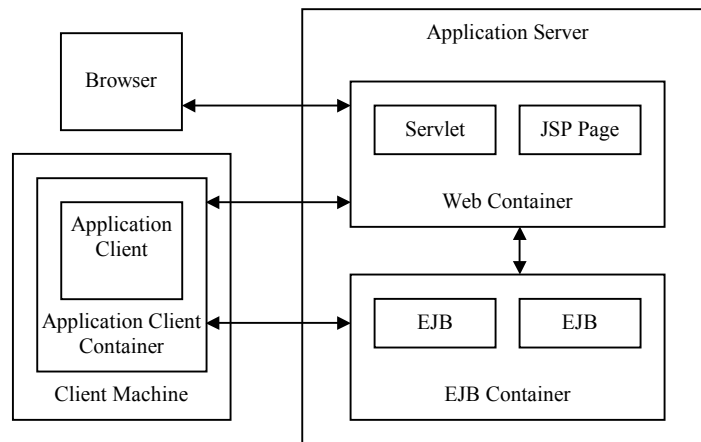 Application Server
Browser
Servlet
JSP Page
Web Container
Application
Client
Application Client
Container
Client Machine
EJB
EJB
EJB Container